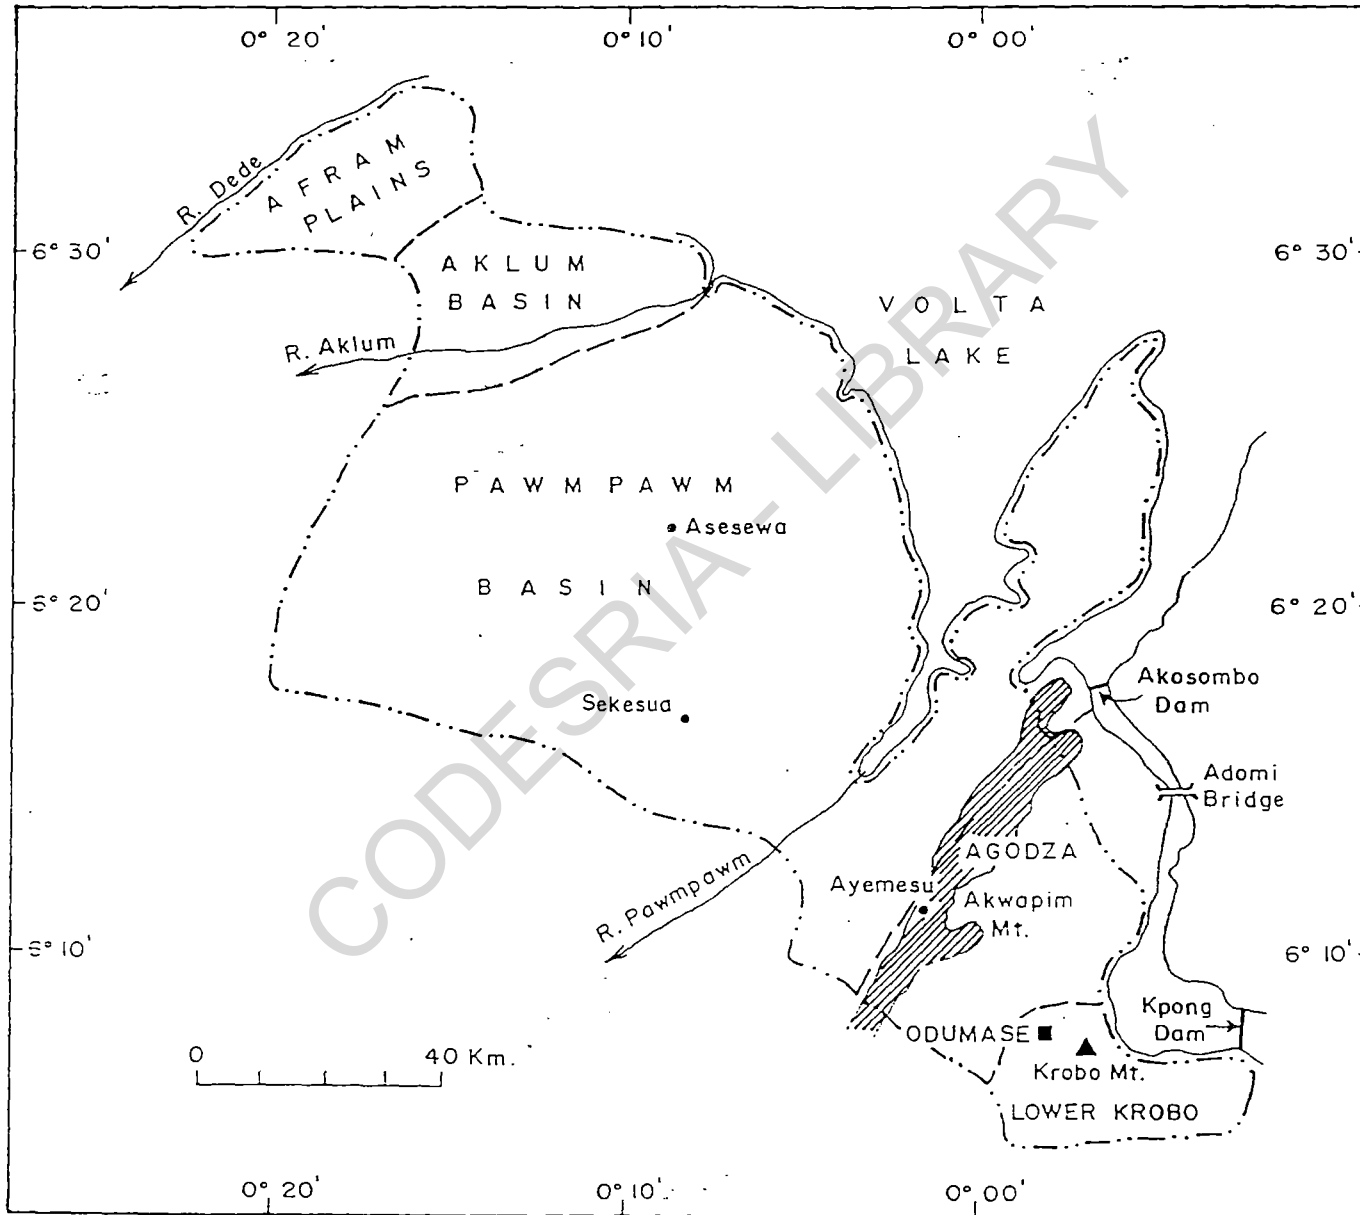 0° 20'
0° 10'
0° 00'
R. Dede
AFRAM
PLAINS
6° 30'
6° 30'
AKLUM
BASIN
VOLTA
LAKE
R. Aklum
PAWMPAWM
Asesewa
BASIN
6° 20'
6° 20'
Sekesua
Akosombo
Dam
Adomi
Bridge
AGODZA
Ayemesu
Akwapim
Mt.
R. Pawmpawm
6° 10'
6° 10'
Kpong
Dam
ODUMASE
Krobo Mt.
LOWER KROBO
0 40 Km.
0° 20'
0° 10'
0° 00'
CODESRIA - LIBRARY